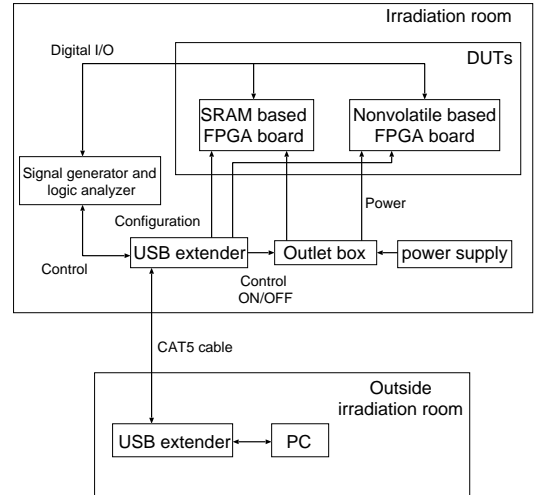 Irradiation room
Digital I/O
DUTs
SRAM based
FPGA board
Nonvolatile based
FPGA board
Signal generator and
logic analyzer
Configuration
Power
USB extender
Outlet box
power supply
Control
Control
ON/OFF
CAT5 cable
Outside
irradiation room
USB extender
PC